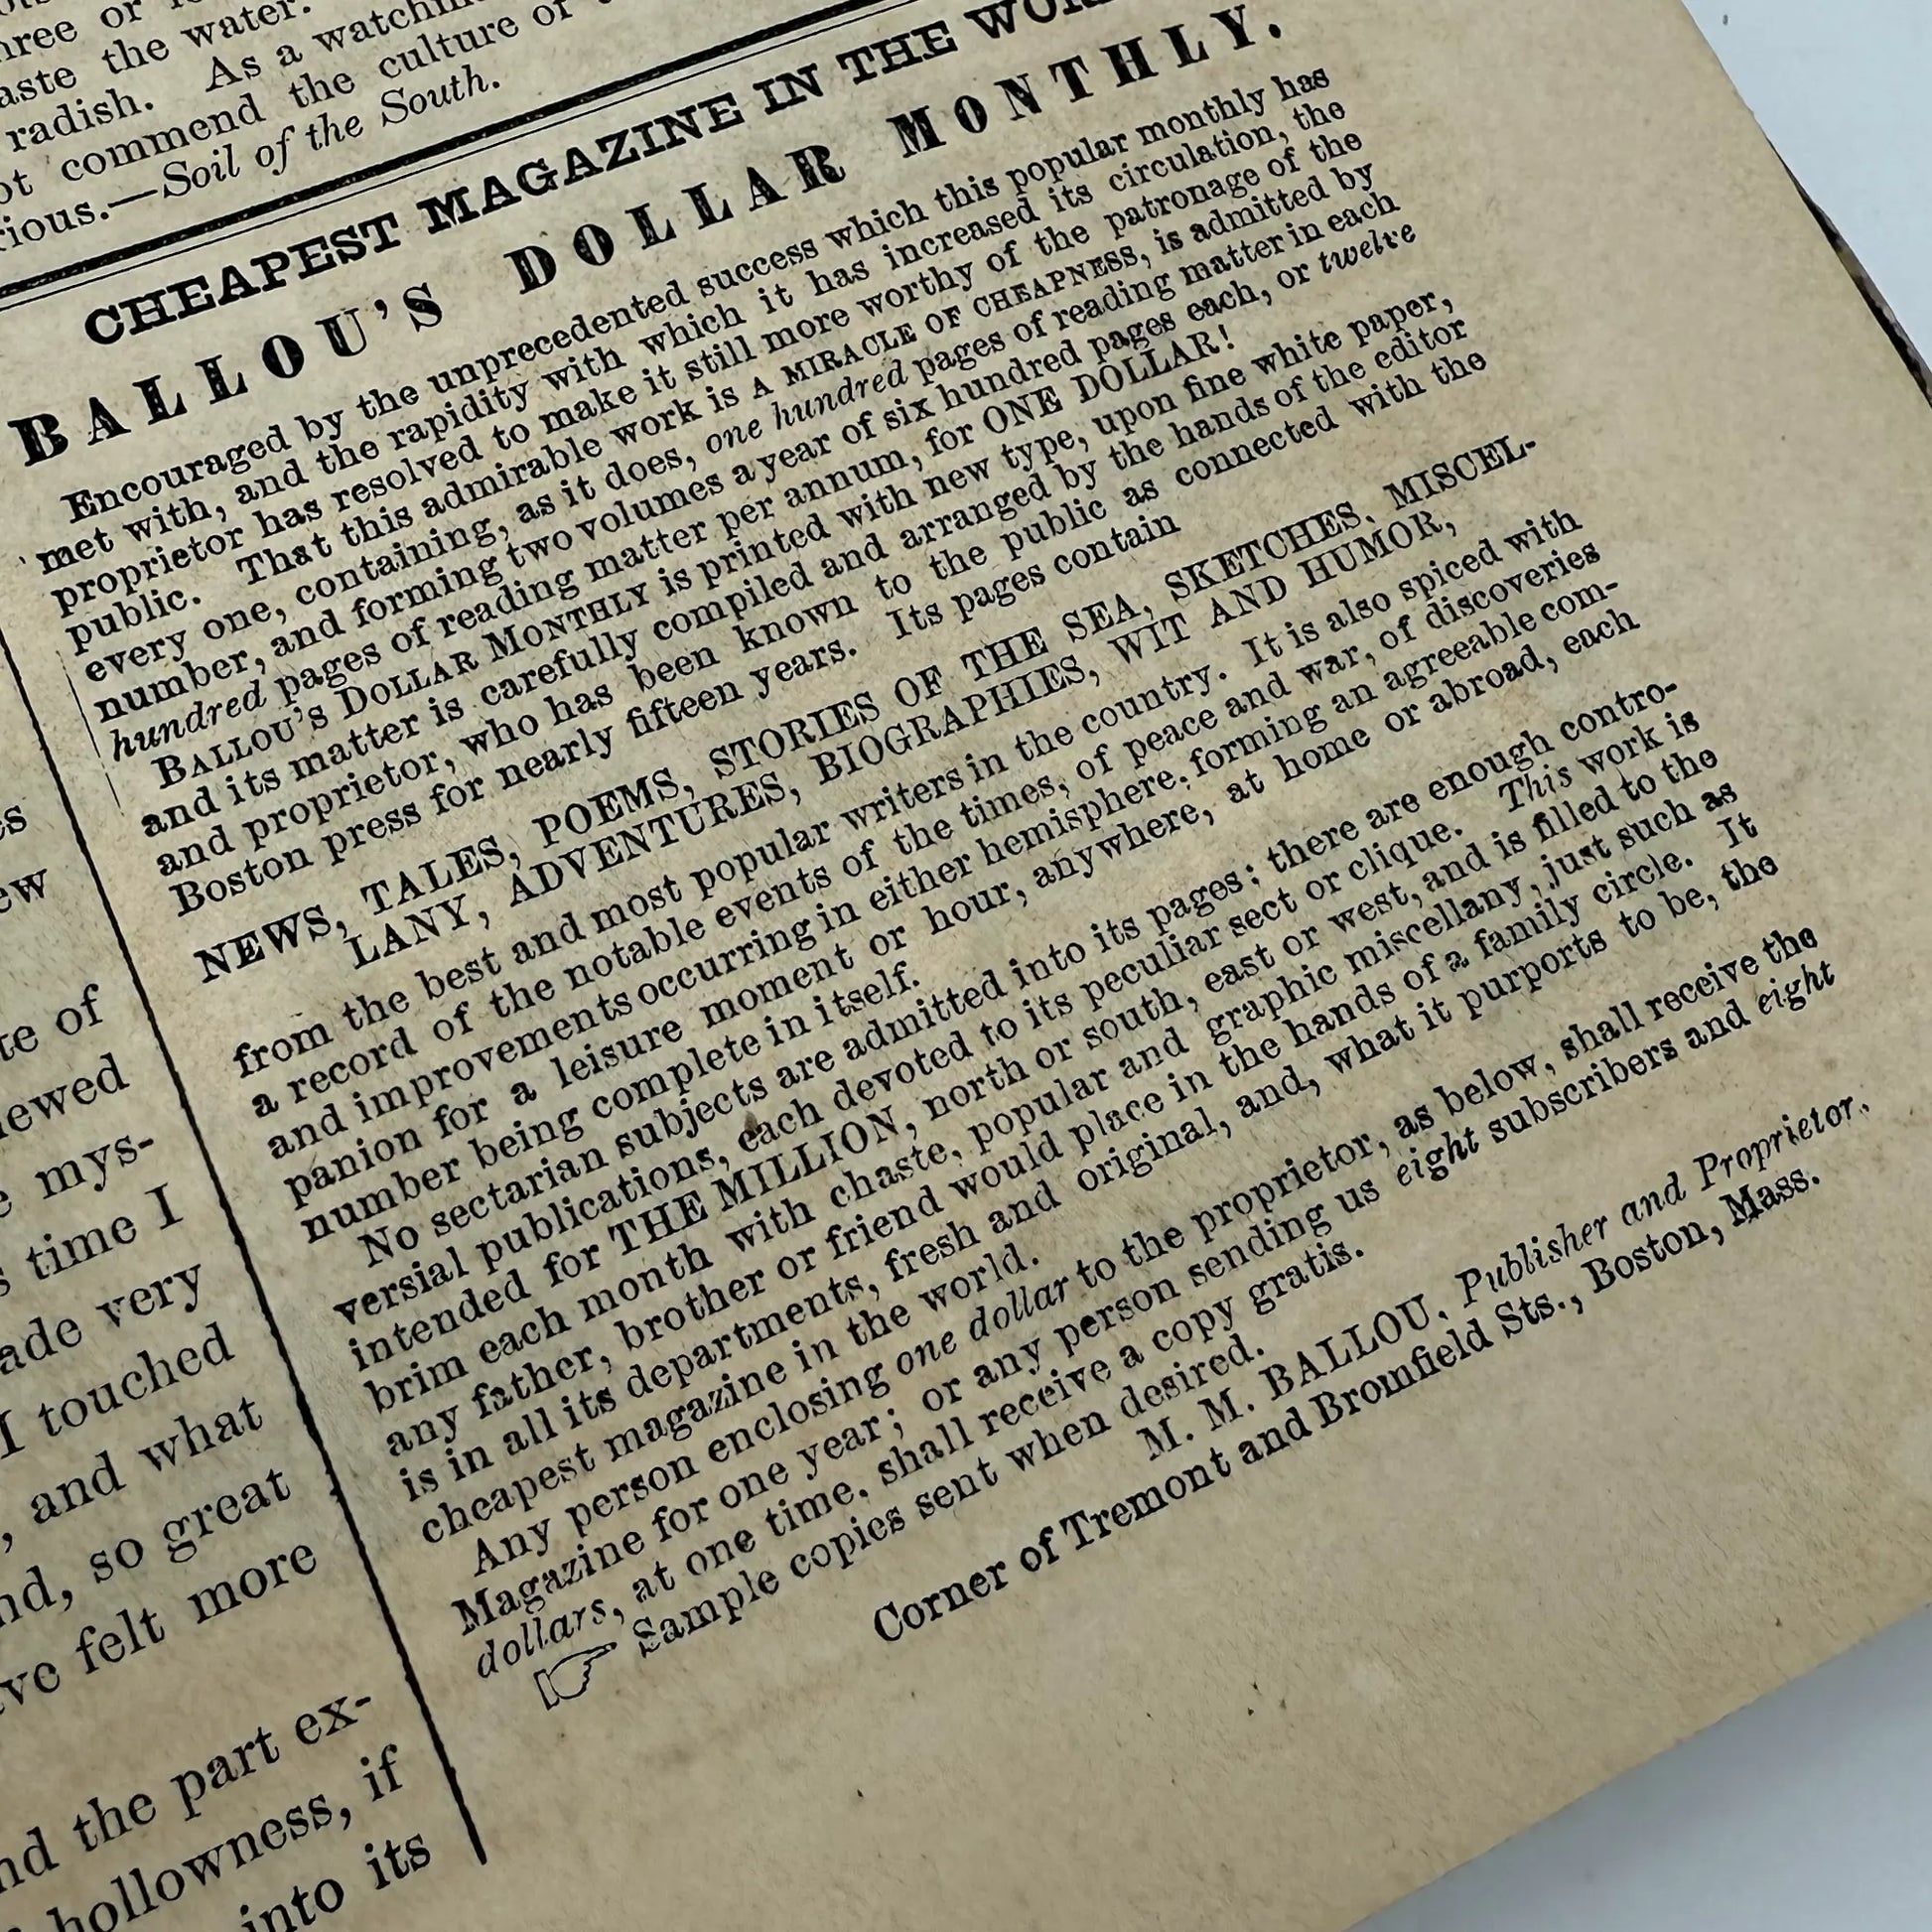 three or
taste the water.
radish. As a watchm
ot commend the culture of
rious.—Soil of the South.
CHEAPEST MAGAZINE IN THE WOR
BALLOU'S DOLLAR MONTHLY.
Encouraged by the unprecedented success which this popular monthly has
met with, and the rapidity with which it has increased its circulation, the
proprietor has resolved to make it still more worthy of the patronage of the
public. That this admirable work is A MIRACLE OF CHEAPNESS, is admitted by
every one, containing, as it does, one hundred pages of reading matter in each
number, and forming two volumes a year of six hundred pages each, or twelve
hundred pages of reading matter per annum, for ONE DOLLAR!
BALLOU'S DOLLAR MONTHLY is printed with new type, upon fine white paper,
and its matter is carefully compiled and arranged by the hands of the editor
and proprietor, who has been known to the public as connected with the
Boston press for nearly fifteen years. Its pages contain
NEWS, TALES, POEMS, STORIES OF THE SEA, SKETCHES, MISCEL-
LANY, ADVENTURES, BIOGRAPHIES, WIT AND HUMOR,
from the best and most popular writers in the country. It is also spiced with
a record of the notable events of the times, of peace and war, of discoveries
and improvements occurring in either hemisphere, forming an agreeable com-
panion for a leisure moment or hour, anywhere, at home or abroad, each
number being complete in itself.
No sectarian subjects are admitted into its pages; there are enough contro-
versial publications, each devoted to its peculiar sect or clique. This work is
intended for THE MILLION, north or south, east or west, and is filled to the
brim each month with chaste, popular and graphic miscellany, just such as
any father, brother or friend would place in the hands of a family circle. It
is in all its departments, fresh and original, and, what it purports to be, the
cheapest magazine in the world.
Any person enclosing one dollar to the proprietor, as below, shall receive the
Magazine for one year; or any person sending us eight subscribers and eight
dollars, at one time, shall receive a copy gratis.
☞ Sample copies sent when desired.
M. M. BALLOU, Publisher and Proprietor,
Corner of Tremont and Bromfield Sts., Boston, Mass.
es
ew
te of
iewed
e mys-
s time I
ade very
I touched
, and what
nd, so great
ave felt more
nd the part ex-
hollowness, if
into its